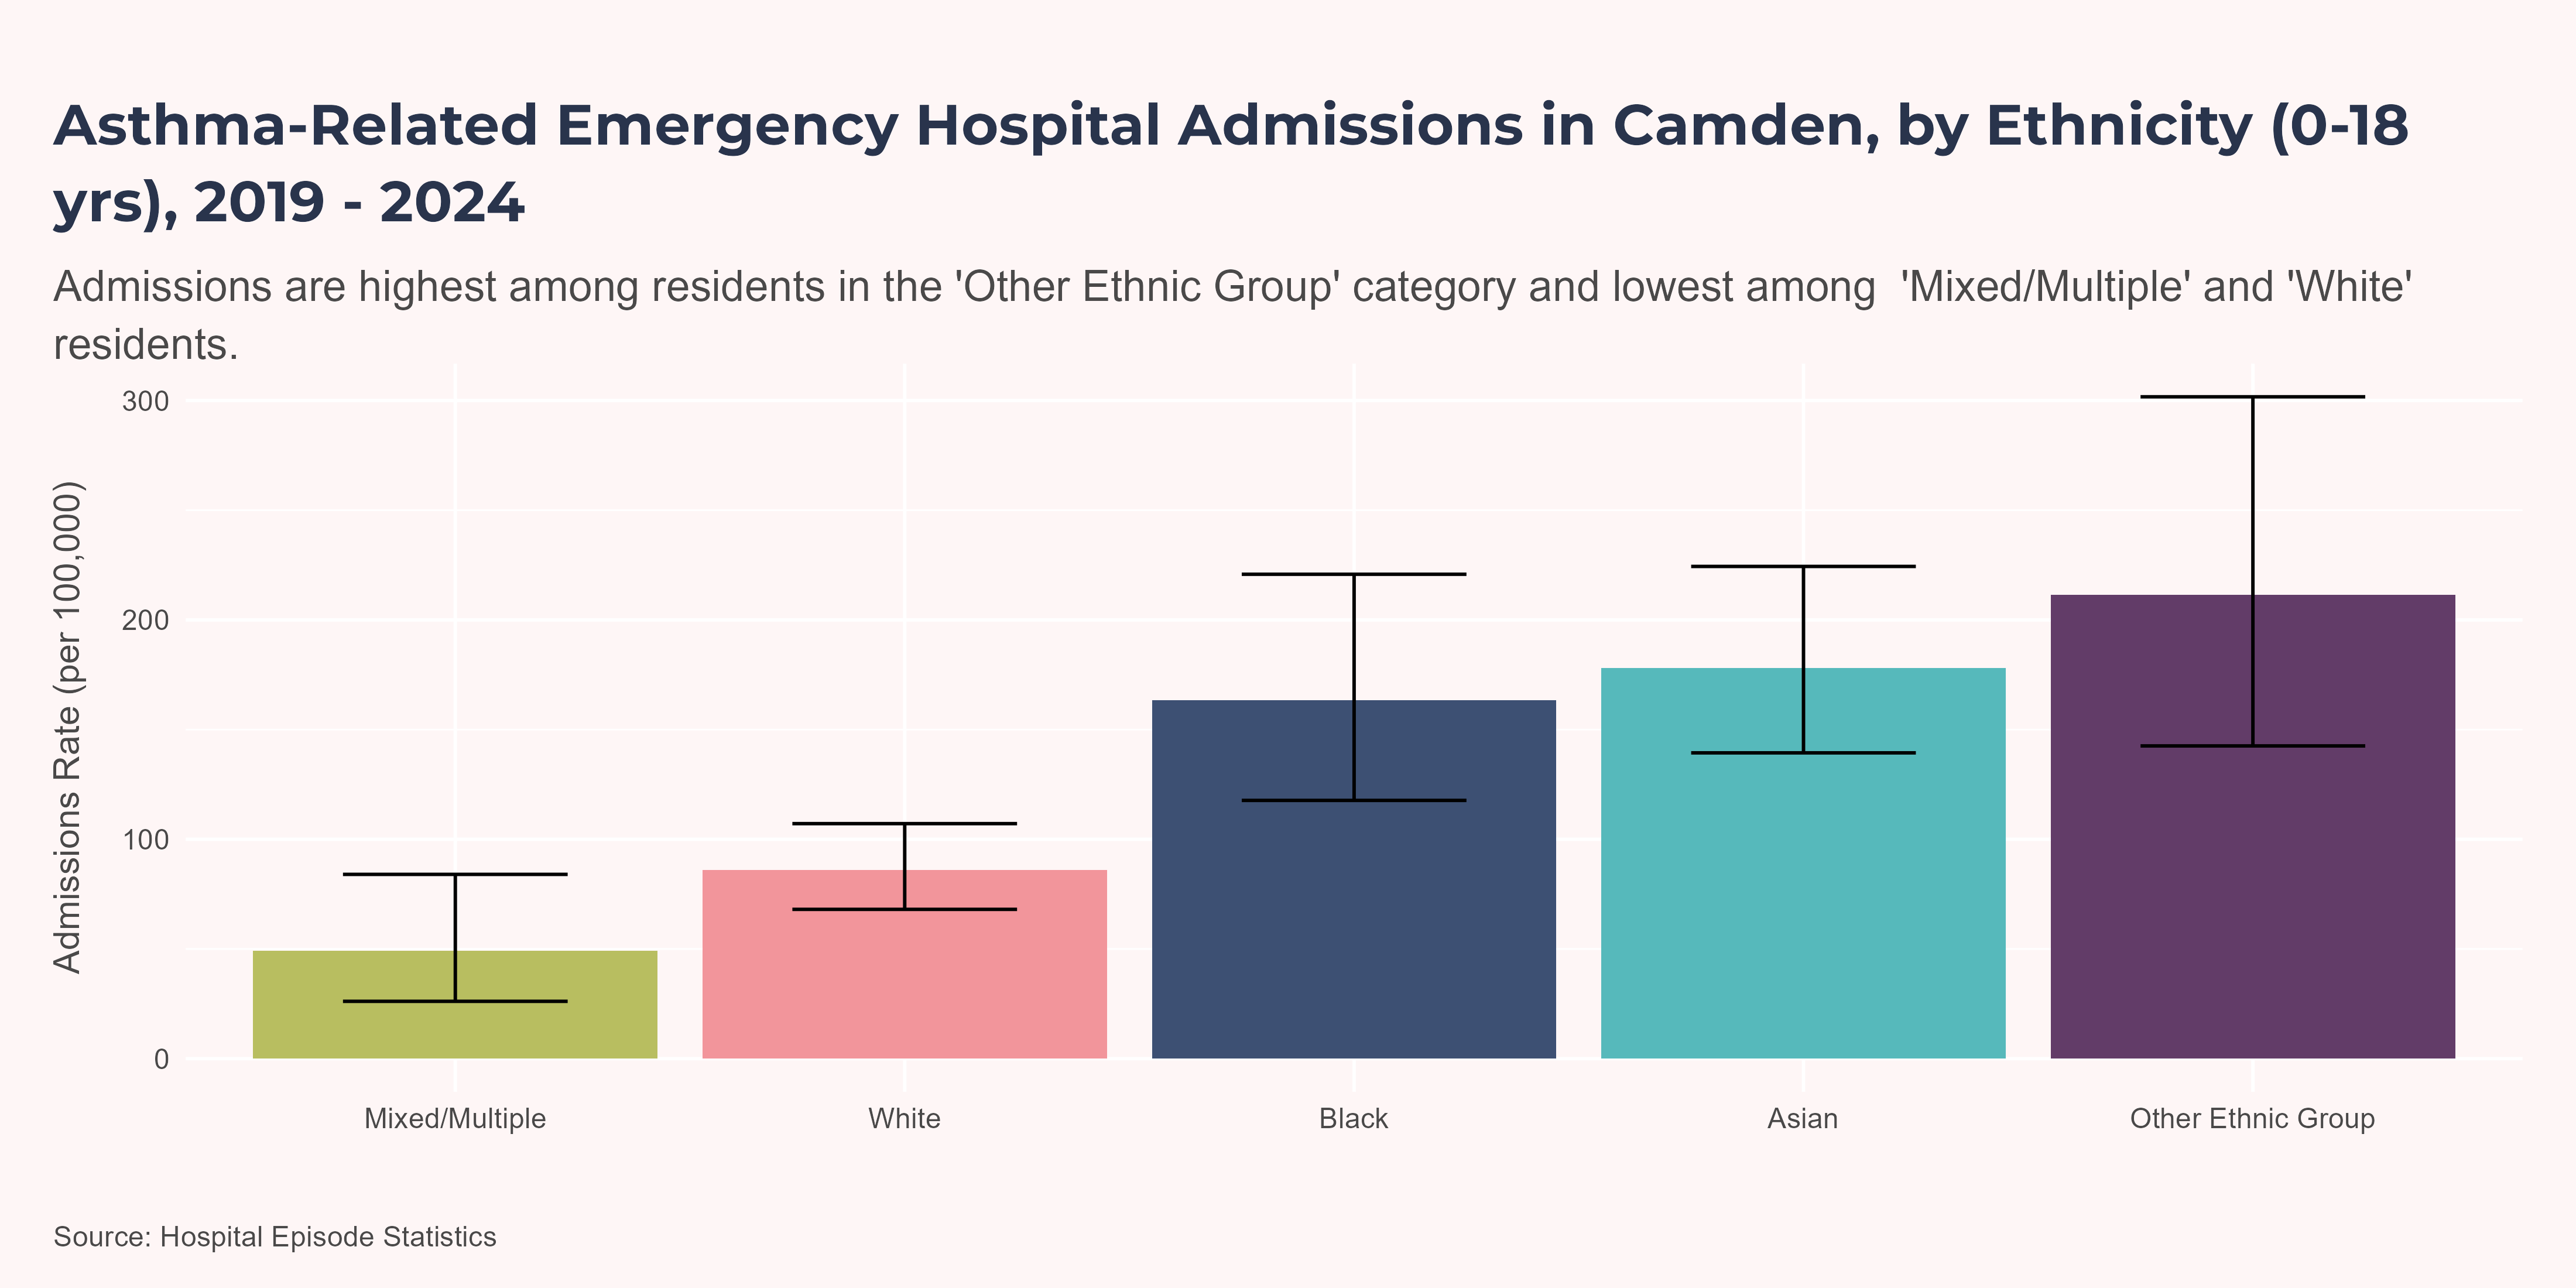 Asthma-Related Emergency Hospital Admissions in Camden, by Ethnicity (0-18
yrs), 2019 - 2024
Admissions are highest among residents in the 'Other Ethnic Group' category and lowest among  'Mixed/Multiple' and 'White'
residents.
Admissions Rate (per 100,000)
300
200
100
0
Mixed/Multiple
White
Black
Asian
Other Ethnic Group
Source: Hospital Episode Statistics